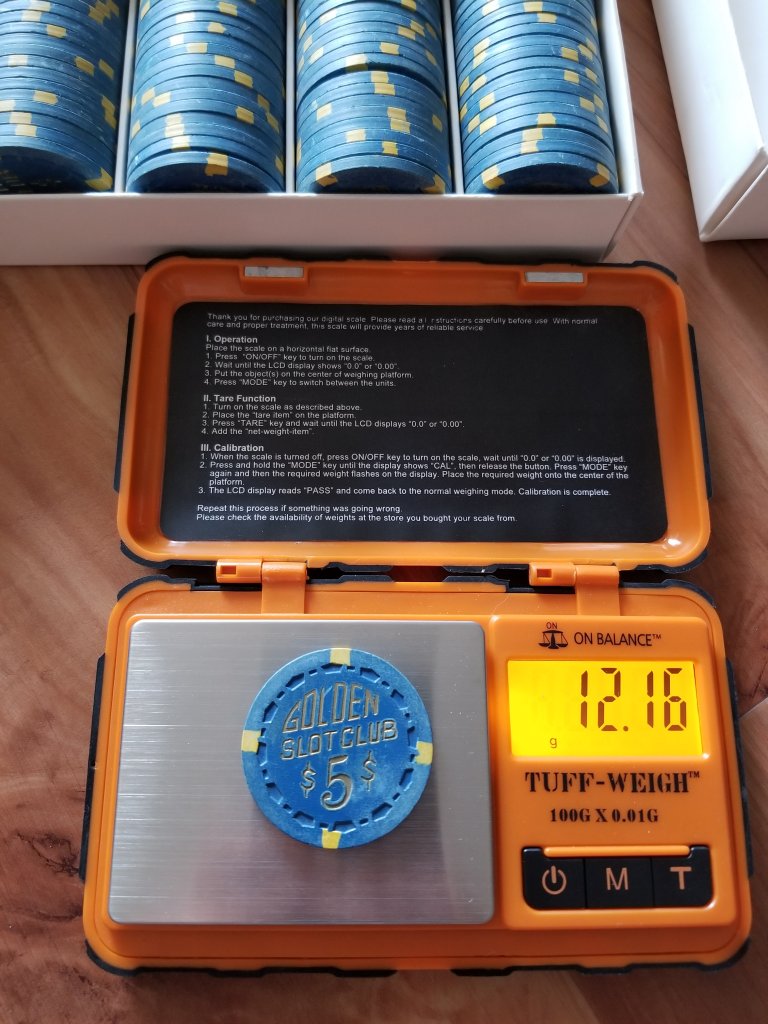 Thank you for purchasing our digital scale. Please read all instructions carefully before use. With normal
care and proper treatment, this scale will provide years of reliable service
I. Operation
Place the scale on a horizontal flat surface.
1. Press "ON/OFF" key to turn on the scale.
2. Wait until the LCD display shows "0.0" or "0.00".
3. Put the object(s) on the center of weighing platform.
4. Press "MODE" key to switch between the units.
II. Tare Function
1. Turn on the scale as described above.
2. Place the "tare item" on the platform.
3. Press "TARE" key and wait until the LCD displays "0.0" or "0.00".
4. Add the "net-weight-item".
III. Calibration
1. When the scale is turned off, press ON/OFF key to turn on the scale, wait until "0.0" or "0.00" is displayed.
2. Press and hold the "MODE" key until the display shows "CAL", then release the button. Press "MODE" key
again and then the required weight flashes on the display. Place the required weight onto the center of the
platform.
3. The LCD display reads "PASS" and come back to the normal weighing mode. Calibration is complete.
Repeat this process if something was going wrong.
Please check the availability of weights at the store you bought your scale from.
ON
ON BALANCE™
12.16
g
TUFF-WEIGH™
100G X 0.01G
M T
GOLDEN
SLOT CLUB
$5$